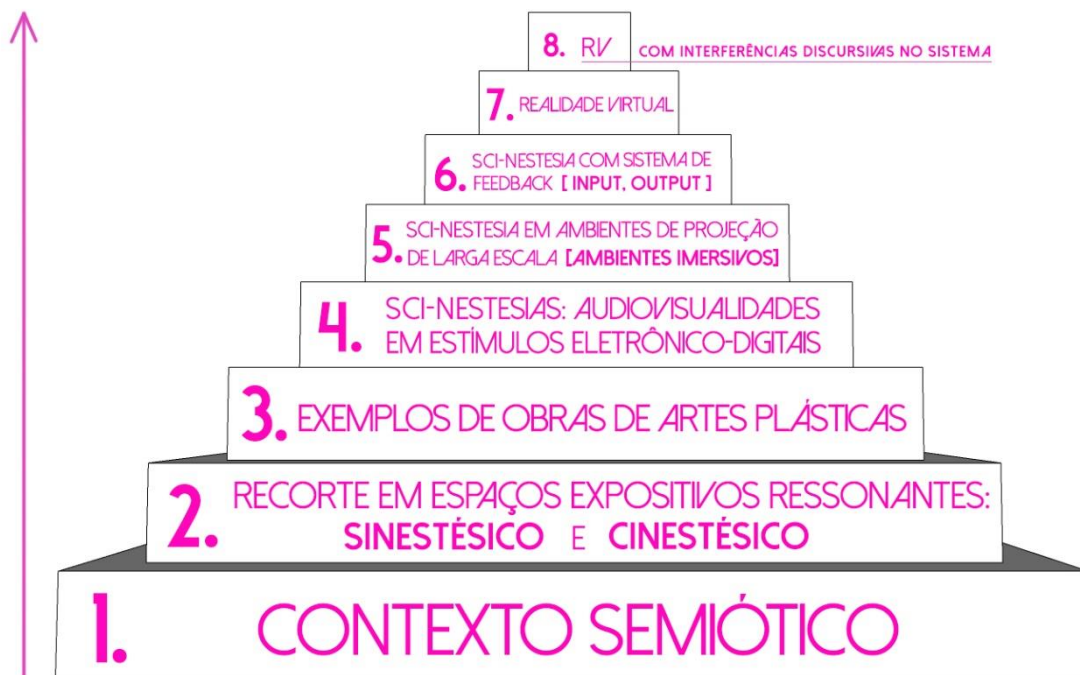 8. RV COM INTERFERÊNCIAS DISCURSIVAS NO SISTEMA
7. REALIDADE VIRTUAL
6. SCI-NESTESIA COM SISTEMA DE
FEEDBACK [ INPUT, OUTPUT ]
5. SCI-NESTESIA EM AMBIENTES DE PROJEÇÃO
DE LARGA ESCALA [AMBIENTES IMERSIVOS]
4. SCI-NESTESIAS: AUDIOVISUALIDADES
EM ESTÍMULOS ELETRÔNICO-DIGITAIS
3. EXEMPLOS DE OBRAS DE ARTES PLÁSTICAS
2. RECORTE EM ESPAÇOS EXPOSITIVOS RESSONANTES:
SINESTÉSICO E CINESTÉSICO
1. CONTEXTO SEMIÓTICO